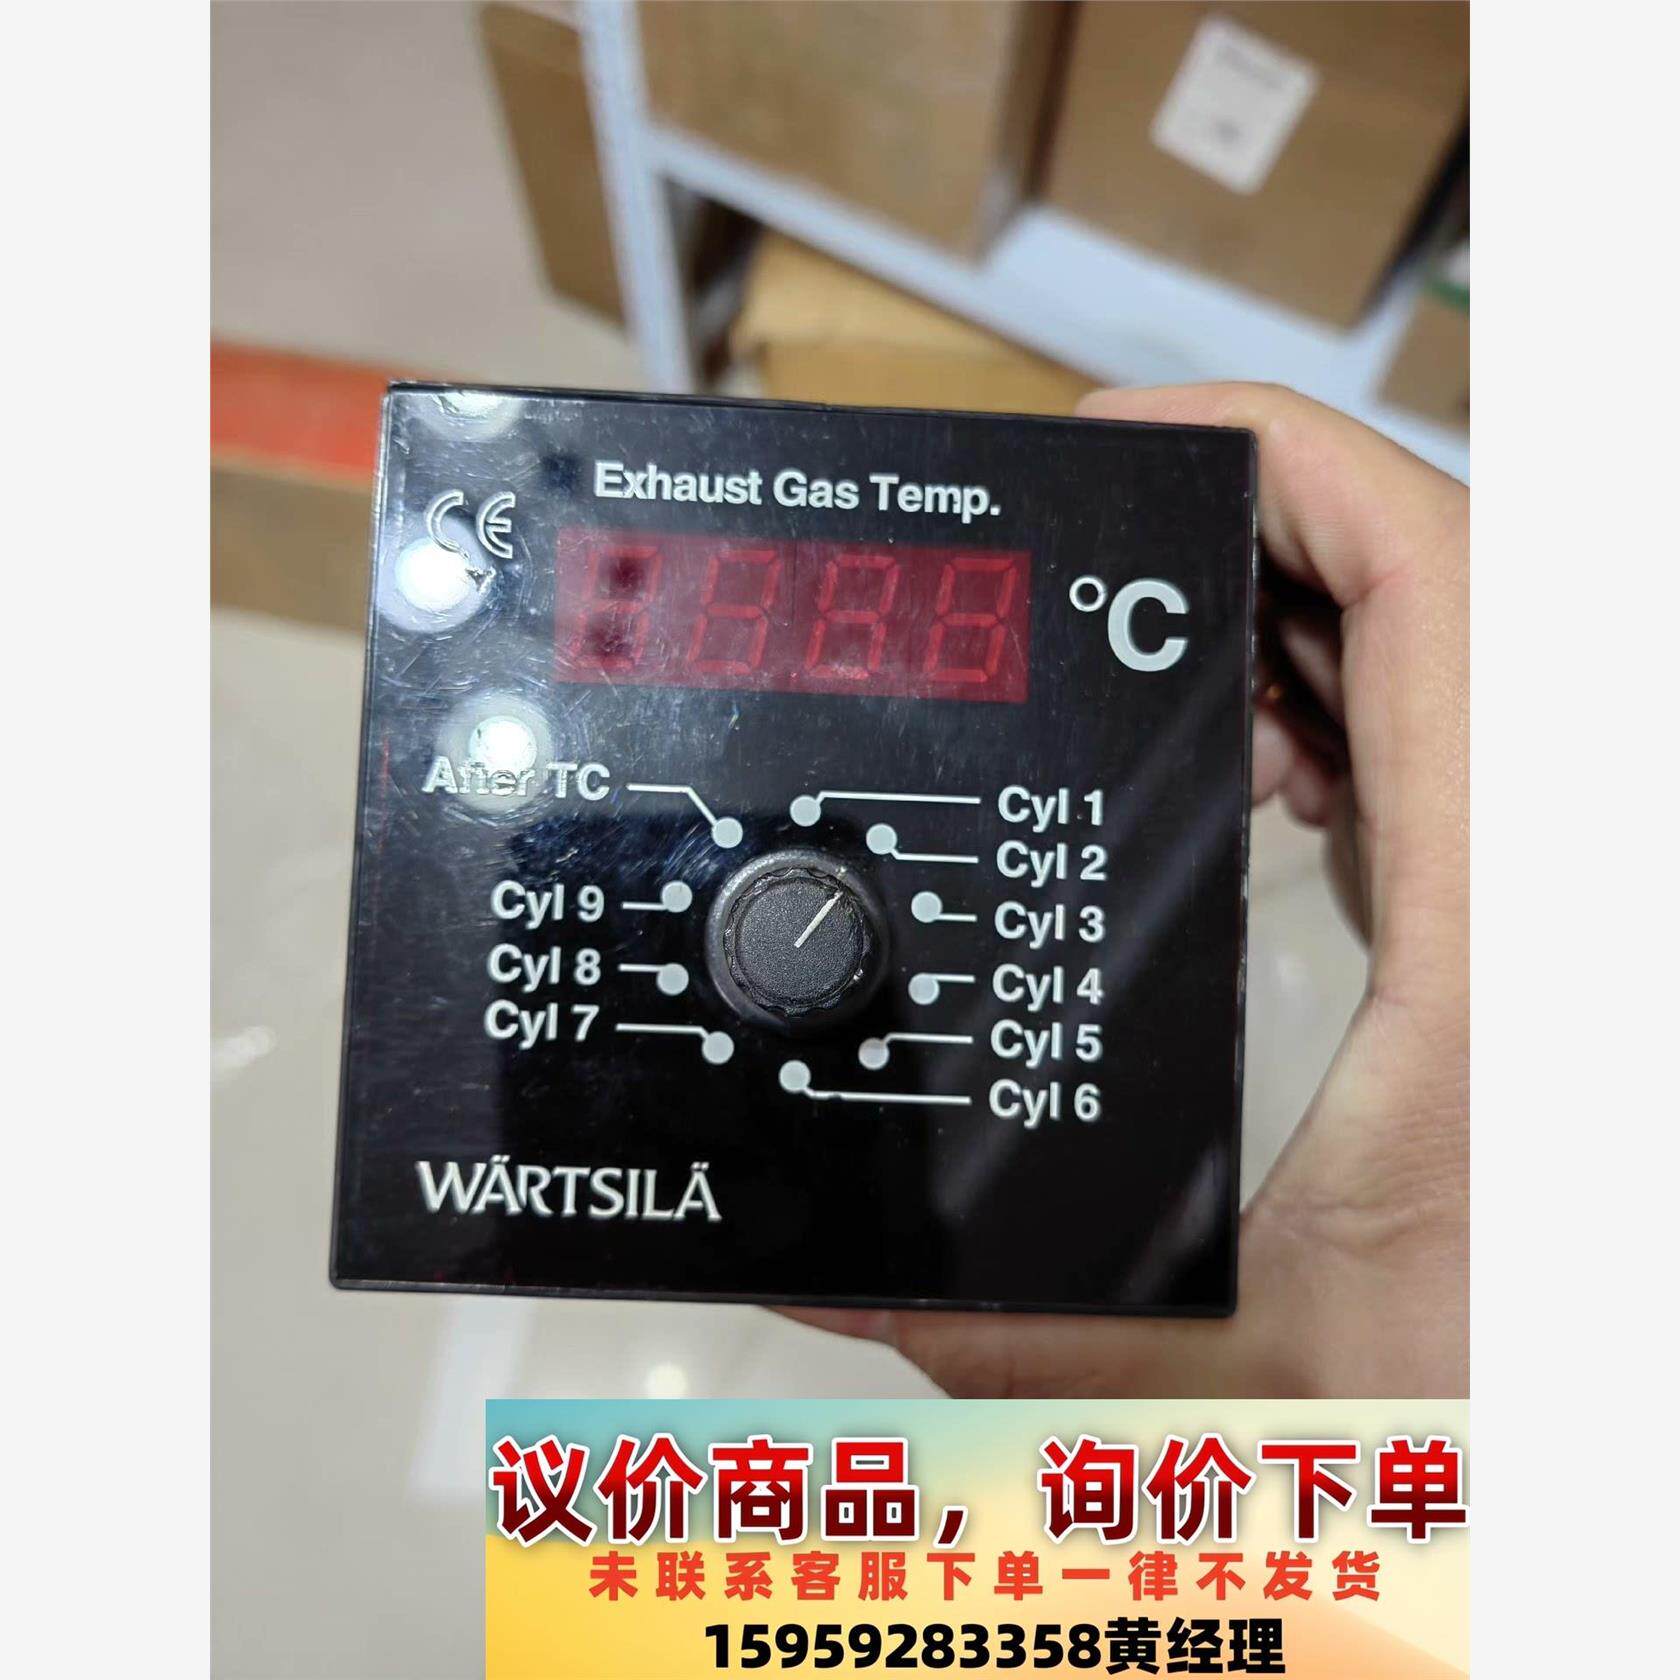 Exhaust Gas Temp.
CE
°C
After TC
Cyl 1
Cyl 2
Cyl 9
Cyl 3
Cyl 8
Cyl 4
Cyl 7
Cyl 5
Cyl 6
WÄRTSILÄ
议价商品，询价下单
未联系客服下单一律不发货
15959283358黄经理